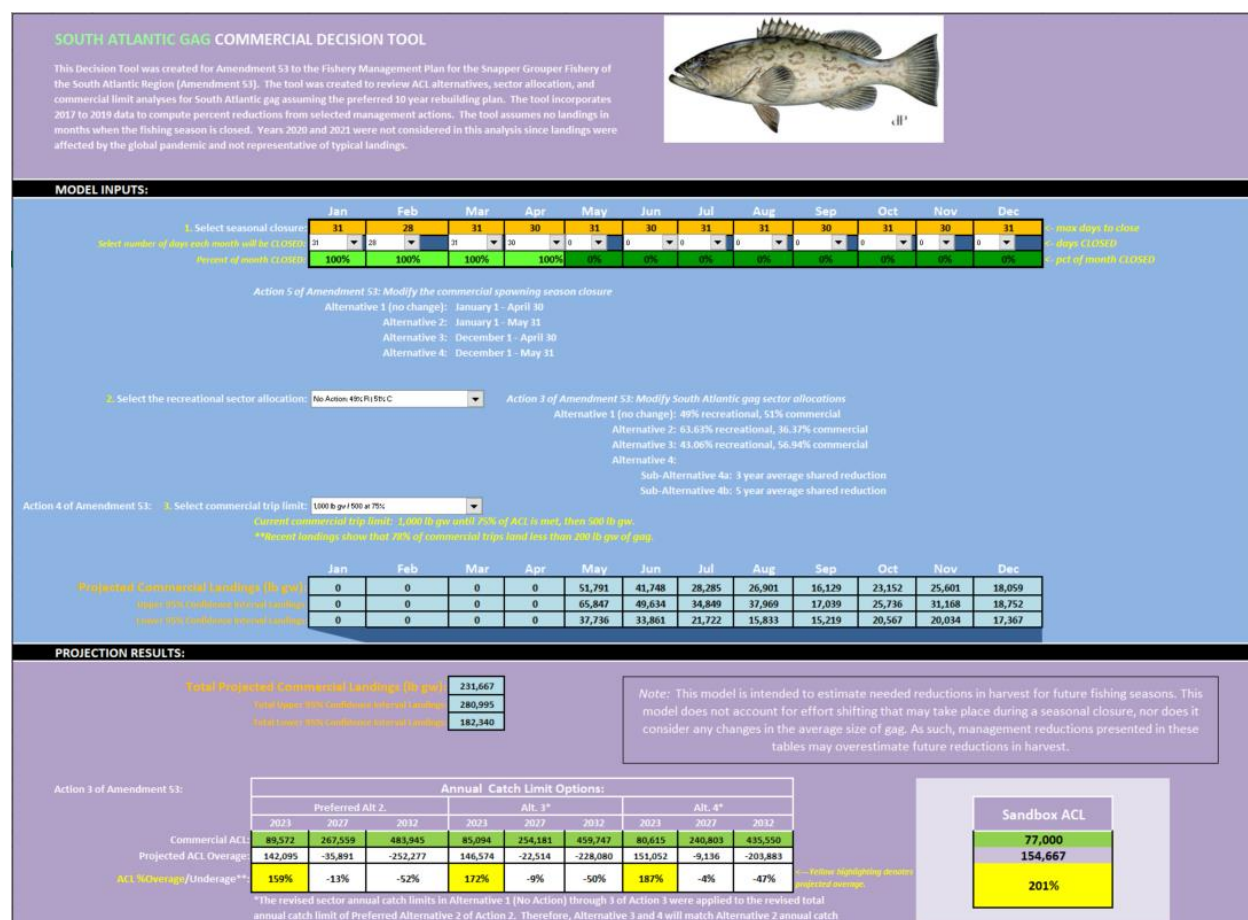 SOUTH ATLANTIC GAG COMMERCIAL DECISION TOOL
This Decision Tool was created for Amendment 53 to the Fishery Management Plan for the Snapper Grouper Fishery of
the South Atlantic Region (Amendment 53). The tool was created to review ACL alternatives, sector allocation, and
commercial limit analyses for South Atlantic gag assuming the preferred 10 year rebuilding plan. The tool incorporates
2017 to 2019 data to compute percent reductions from selected management actions. The tool assumes no landings in
months when the fishing season is closed. Years 2020 and 2021 were not considered in this analysis since landings were
affected by the global pandemic and not representative of typical landings.
dP
MODEL INPUTS:
Jan Feb Mar Apr May Jun Jul Aug Sep Oct Nov Dec
1. Select seasonal closure: 31 28 31 30 31 30 31 31 30 31 30 31 <- max days to close
Select number of days each month will be CLOSED: 31 28 31 30 0 0 0 0 0 0 0 0 <- days CLOSED
Percent of month CLOSED: 100% 100% 100% 100% 0% 0% 0% 0% 0% 0% 0% 0% <- pct of month CLOSED
Action 5 of Amendment 53: Modify the commercial spawning season closure
Alternative 1 (no change): January 1 - April 30
Alternative 2: January 1 - May 31
Alternative 3: December 1 - April 30
Alternative 4: December 1 - May 31
2. Select the recreational sector allocation: No Action: 49% R | 51% C Action 3 of Amendment 53: Modify South Atlantic gag sector allocations
Alternative 1 (no change): 49% recreational, 51% commercial
Alternative 2: 63.63% recreational, 36.37% commercial
Alternative 3: 43.06% recreational, 56.94% commercial
Alternative 4:
Sub-Alternative 4a: 3 year average shared reduction
Sub-Alternative 4b: 5 year average shared reduction
Action 4 of Amendment 53: 3. Select commercial trip limit: 1,000 lb gw / 500 at 75%
Current commercial trip limit: 1,000 lb gw until 75% of ACL is met, then 500 lb gw.
**Recent landings show that 78% of commercial trips land less than 200 lb gw of gag.
Jan Feb Mar Apr May Jun Jul Aug Sep Oct Nov Dec
Projected Commercial Landings (lb gw): 0 0 0 0 51,791 41,748 28,285 26,901 16,129 23,152 25,601 18,059
Upper 95% Confidence Interval Landings: 0 0 0 0 65,847 49,634 34,849 37,969 17,039 25,736 31,168 18,752
Lower 95% Confidence Interval Landings: 0 0 0 0 37,736 33,861 21,722 15,833 15,219 20,567 20,034 17,367
PROJECTION RESULTS:
Total Projected Commercial Landings (lb gw): 231,667
Total Upper 95% Confidence Interval Landings: 280,995
Total Lower 95% Confidence Interval Landings: 182,340
Note: This model is intended to estimate needed reductions in harvest for future fishing seasons. This
model does not account for effort shifting that may take place during a seasonal closure, nor does it
consider any changes in the average size of gag. As such, management reductions presented in these
tables may overestimate future reductions in harvest.
Action 3 of Amendment 53: Annual Catch Limit Options:
Preferred Alt 2. Alt. 3* Alt. 4*
2023 2027 2032 2023 2027 2032 2023 2027 2032
Commercial ACL: 89,572 267,559 483,945 85,094 254,181 459,747 80,615 240,803 435,550
Projected ACL Overage: 142,095 -35,891 -252,277 146,574 -22,514 -228,080 151,052 -9,136 -203,883
ACL %Overage/Underage**: 159% -13% -52% 172% -9% -50% 187% -4% -47%
<---Yellow highlighting denotes
projected overage.
Sandbox ACL
77,000
154,667
201%
*The revised sector annual catch limits in Alternative 1 (No Action) through 3 of Action 3 were applied to the revised total
annual catch limit of Preferred Alternative 2 of Action 2. Therefore, Alternative 3 and 4 will match Alternative 2 annual catch